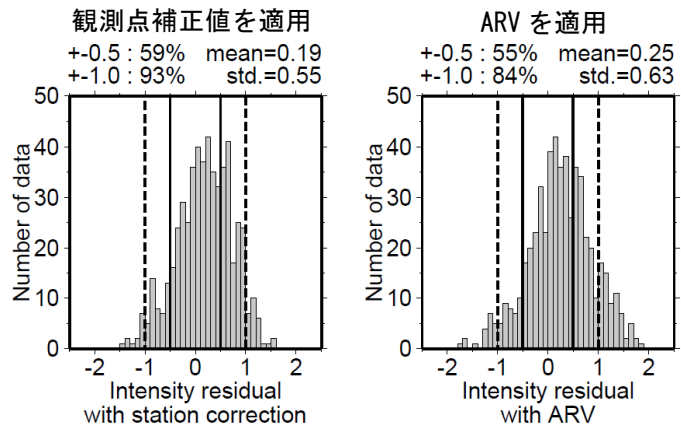 観測点補正値を適用
+-0.5 : 59% mean=0.19
+-1.0 : 93% std.=0.55
50
40
30
20
10
0
Number of data
-2 -1 0 1 2
Intensity residual
with station correction
ARVを適用
+-0.5 : 55% mean=0.25
+-1.0 : 84% std.=0.63
50
40
30
20
10
0
Number of data
-2 -1 0 1 2
Intensity residual
with ARV